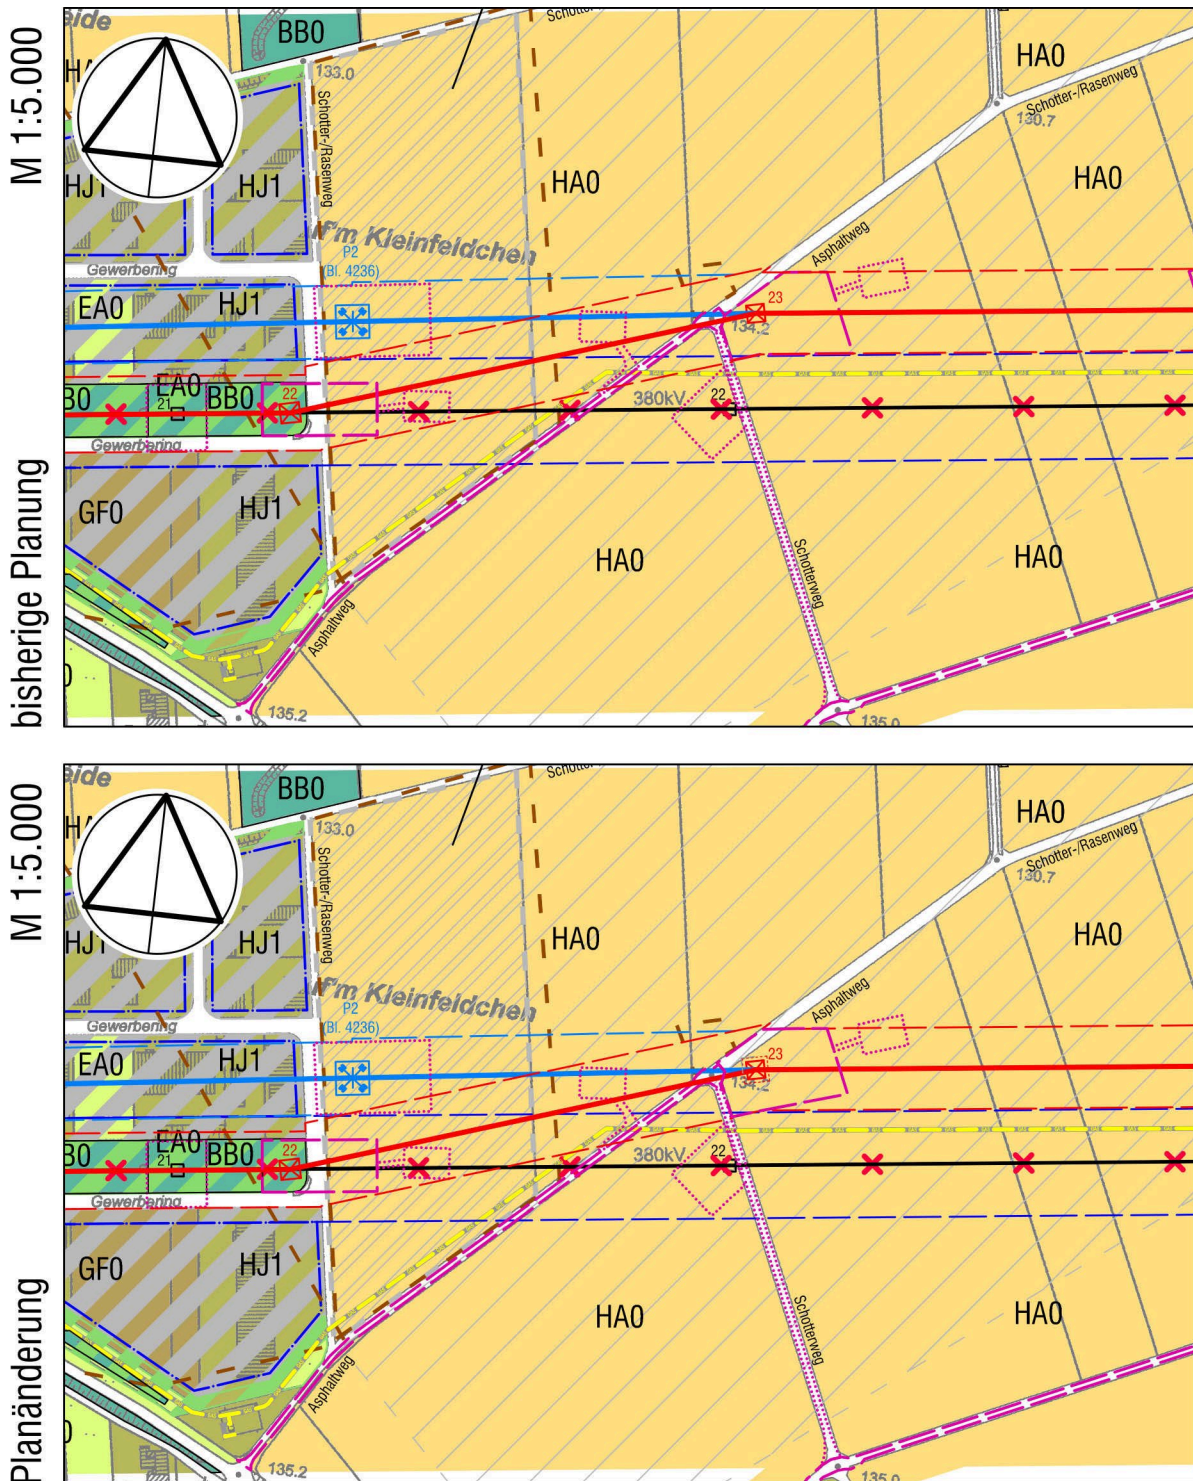 M 1:5.000
bisherige Planung
eide
BB0
133.0
Schotter-/Rasenweg
HA0
Schotter-/Rasenweg
130.7
HJ1
HJ1
HA0
HA0
f'm Kleinfeldchen
P2
(Bl. 4236)
Asphaltweg
Gewerbering
EA0
HJ1
23
134.2
EA0
B0
21
BB0
22
380kV
22
Gewerbering
GF0
HJ1
HA0
HA0
Schotterweg
Asphaltweg
135.2
135.0
M 1:5.000
Planänderung
eide
BB0
133.0
Schotter-/Rasenweg
HA0
Schotter-/Rasenweg
130.7
HJ1
HJ1
HA0
HA0
f'm Kleinfeldchen
P2
(Bl. 4236)
Asphaltweg
Gewerbering
EA0
HJ1
23
134.2
EA0
B0
21
BB0
22
380kV
22
Gewerbering
GF0
HJ1
HA0
HA0
Schotterweg
Asphaltweg
135.2
135.0